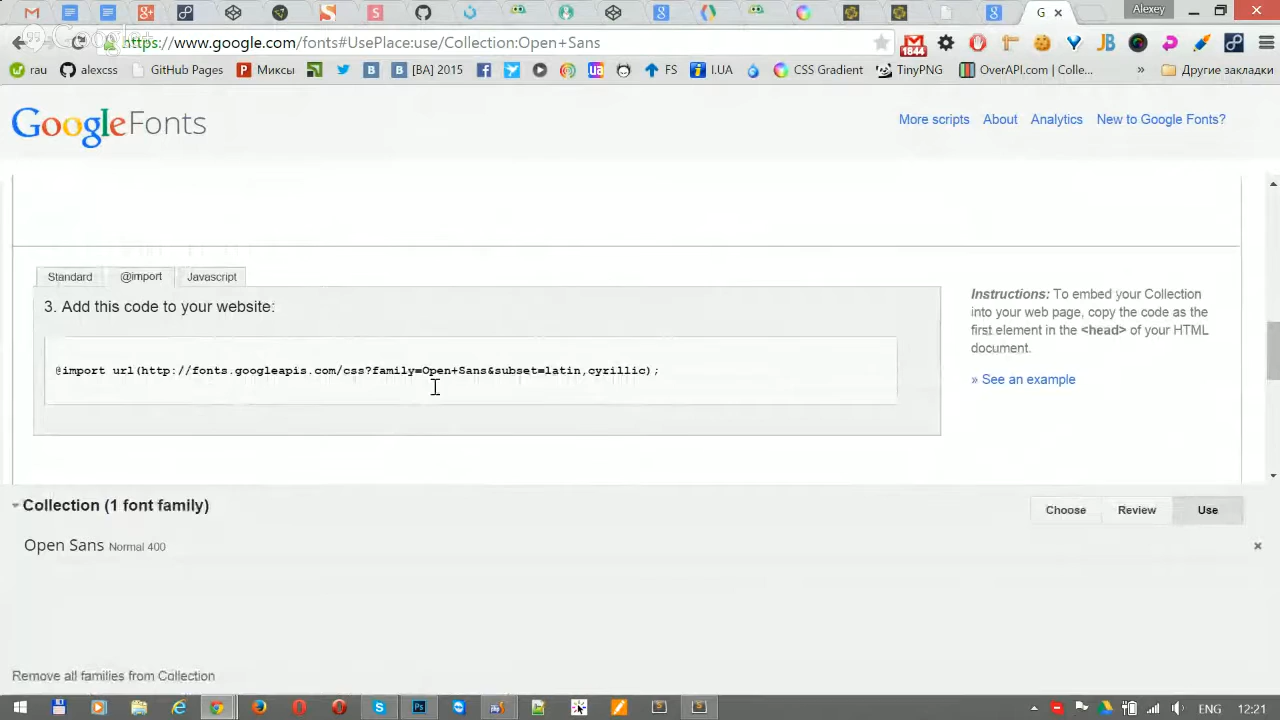 Alexey
https://www.google.com/fonts#UsePlace:use/Collection:Open+Sans
1844
raw alexcss GitHub Pages Миксы [BA] 2015 FS LUA CSS Gradient TinyPNG OverAPI.com | Colle... » Другие закладки
GoogleFonts
More scripts About Analytics New to Google Fonts?
Standard @import Javascript
3. Add this code to your website:
@import url(http://fonts.googleapis.com/css?family=Open+Sans&subset=latin,cyrillic);
Instructions: To embed your Collection
into your web page, copy the code as the
first element in the <head> of your HTML
document.
» See an example
Collection (1 font family)
Choose Review Use
Open Sans Normal 400
Remove all families from Collection
ENG 12:21